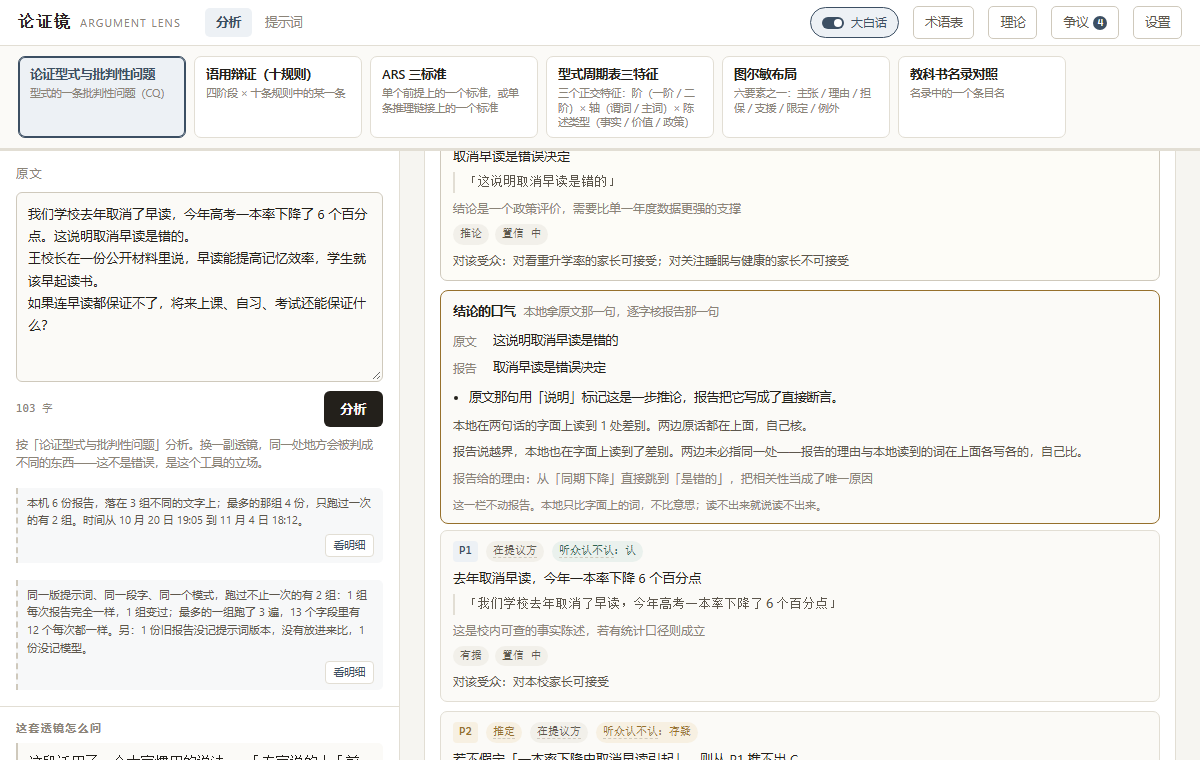 论证镜 ARGUMENT LENS 分析 提示词 大白话 术语表 理论 争议 4 设置
论证型式与批判性问题
型式的一条批判性问题（CQ）
语用辩证（十规则）
四阶段 × 十条规则中的某一条
ARS 三标准
单个前提上的一个标准，或单
条推理链接上的一个标准
型式周期表三特征
三个正交特征：阶（一阶 / 二
阶）× 轴（谓词 / 主词）× 陈
述类型（事实 / 价值 / 政策）
图尔敏布局
六要素之一：主张 / 理由 / 担
保 / 支援 / 限定 / 例外
教科书名录对照
名录中的一个条目名
原文
我们学校去年取消了早读，今年高考一本率下降了 6 个百分
点。这说明取消早读是错的。
王校长在一份公开材料里说，早读能提高记忆效率，学生就
该早起读书。
如果连早读都保证不了，将来上课、自习、考试还能保证什
么？
103 字
分析
按「论证型式与批判性问题」分析。换一副透镜，同一处地方会被判成
不同的东西——这不是错误，是这个工具的立场。
本机 6 份报告，落在 3 组不同的文字上；最多的那组 4 份，只跑过一次
的有 2 组。时间从 10 月 20 日 19:05 到 11 月 4 日 18:12。
看明细
同一版提示词、同一段字、同一个模式，跑过不止一次的有 2 组：1 组
每次报告完全一样，1 组变过；最多的一组跑了 3 遍，13 个字段里有
12 个每次都一样。另：1 份旧报告没记提示词版本，没有放进来比，1
份没记模型。
看明细
这套透镜怎么问
取消早读是错误决定
「这说明取消早读是错的」
结论是一个政策评价，需要比单一年度数据更强的支撑
推论 置信 中
对该受众：对看重升学率的家长可接受；对关注睡眠与健康的家长不可接受
结论的口气 本地拿原文那一句，逐字核报告那一句
原文 这说明取消早读是错的
报告 取消早读是错误决定
• 原文那句用「说明」标记这是一步推论，报告把它写成了直接断言。
本地在两句话的字面上读到 1 处差别。两边原话都在上面，自己核。
报告说越界，本地也在字面上读到了差别。两边未必指同一处——报告的理由与本地读到的词在上面各写各的，自己比。
报告给的理由：从「同期下降」直接跳到「是错的」，把相关性当成了唯一原因
这一栏不动报告。本地只比字面上的词，不比意思；读不出来就说读不出来。
P1 在提议方 听众认不认：认
去年取消早读，今年一本率下降 6 个百分点
「我们学校去年取消了早读，今年高考一本率下降了 6 个百分点」
这是校内可查的事实陈述，若有统计口径则成立
有据 置信 中
对该受众：对本校家长可接受
P2 推定 在提议方 听众认不认：存疑
若不假定「一本率下降由取消早读引起」，则从 P1 推不出 C